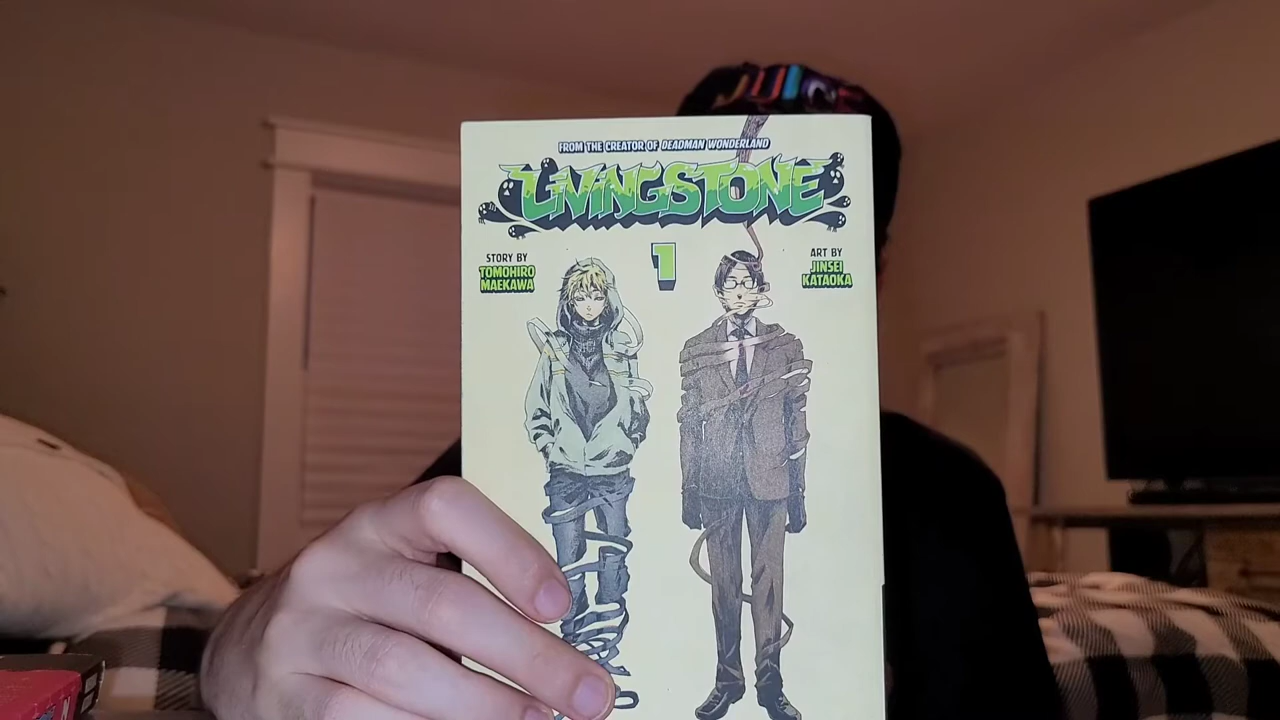 FROM THE CREATOR OF DEADMAN WONDERLAND
LIVINGSTONE
1
STORY BY
TOMOHIRO
MAEKAWA
ART BY
JINSEI
KATAOKA